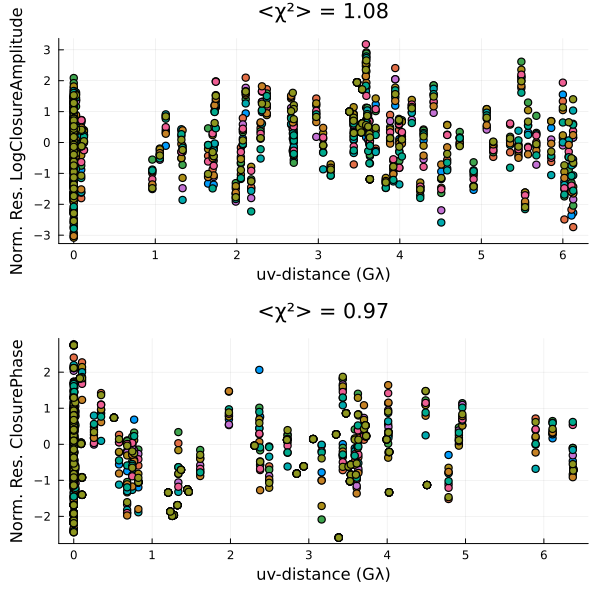 <χ²> = 1.08
Norm. Res. LogClosureAmplitude
3
2
1
0
−1
−2
−3
0 1 2 3 4 5 6
uv-distance (Gλ)
<χ²> = 0.97
Norm. Res. ClosurePhase
2
1
0
−1
−2
0 1 2 3 4 5 6
uv-distance (Gλ)